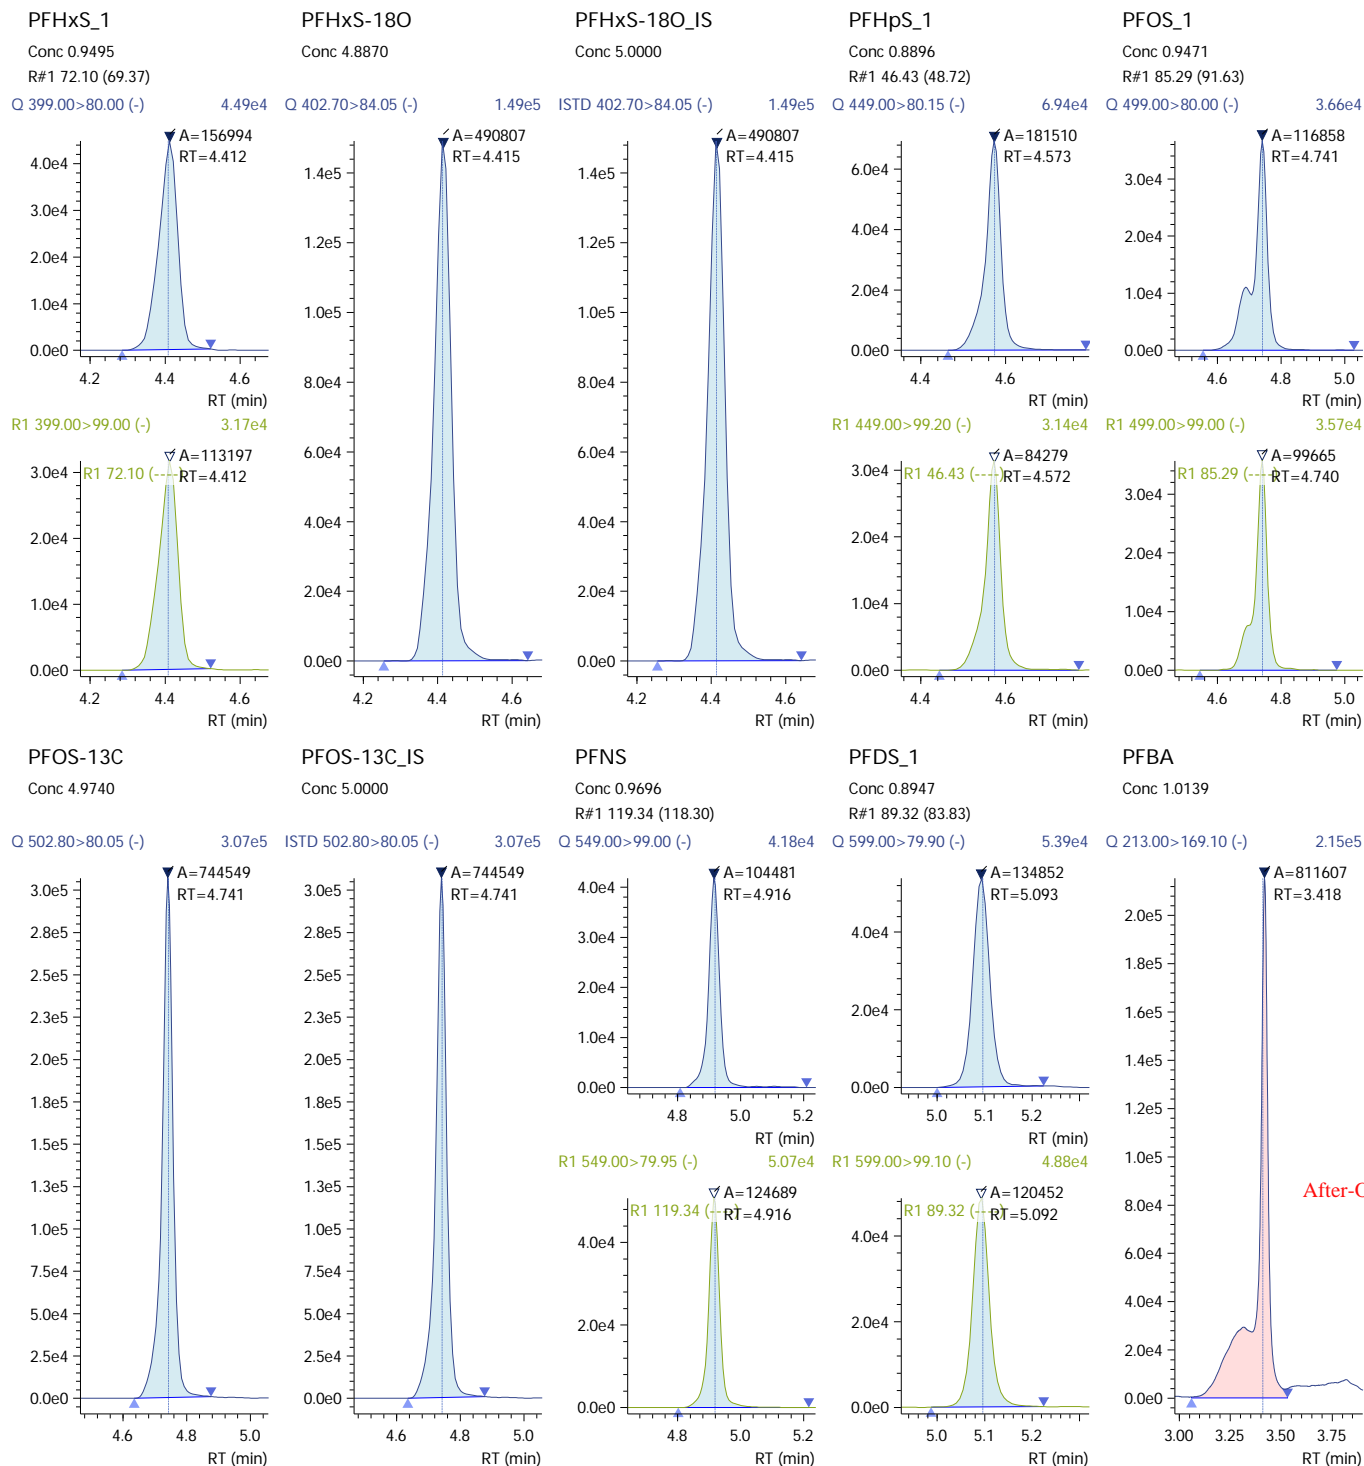 PFHxS_1
Conc 0.9495
R#1 72.10 (69.37)
Q 399.00>80.00 (-) 4.49e4
A=156994
RT=4.412
4.0e4
3.0e4
2.0e4
1.0e4
0.0e0
4.2 4.4 4.6
RT (min)
R1 399.00>99.00 (-) 3.17e4
A=113197
R1 72.10 (----)
RT=4.412
3.0e4
2.0e4
1.0e4
0.0e0
4.2 4.4 4.6
RT (min)
PFHxS-18O
Conc 4.8870
Q 402.70>84.05 (-) 1.49e5
A=490807
RT=4.415
1.4e5
1.2e5
1.0e5
8.0e4
6.0e4
4.0e4
2.0e4
0.0e0
4.2 4.4 4.6
RT (min)
PFHxS-18O_IS
Conc 5.0000
ISTD 402.70>84.05 (-) 1.49e5
A=490807
RT=4.415
1.4e5
1.2e5
1.0e5
8.0e4
6.0e4
4.0e4
2.0e4
0.0e0
4.2 4.4 4.6
RT (min)
PFHpS_1
Conc 0.8896
R#1 46.43 (48.72)
Q 449.00>80.15 (-) 6.94e4
A=181510
RT=4.573
6.0e4
4.0e4
2.0e4
0.0e0
4.4 4.6
RT (min)
R1 449.00>99.20 (-) 3.14e4
A=84279
R1 46.43 (----)
RT=4.572
3.0e4
2.0e4
1.0e4
0.0e0
4.4 4.6
RT (min)
PFOS_1
Conc 0.9471
R#1 85.29 (91.63)
Q 499.00>80.00 (-) 3.66e4
A=116858
RT=4.741
3.0e4
2.0e4
1.0e4
0.0e0
4.6 4.8 5.0
RT (min)
R1 499.00>99.00 (-) 3.57e4
A=99665
R1 85.29 (----)
RT=4.740
3.0e4
2.0e4
1.0e4
0.0e0
4.6 4.8 5.0
RT (min)
PFOS-13C
Conc 4.9740
Q 502.80>80.05 (-) 3.07e5
A=744549
RT=4.741
3.0e5
2.8e5
2.5e5
2.3e5
2.0e5
1.8e5
1.5e5
1.3e5
1.0e5
7.5e4
5.0e4
2.5e4
0.0e0
4.6 4.8 5.0
RT (min)
PFOS-13C_IS
Conc 5.0000
ISTD 502.80>80.05 (-) 3.07e5
A=744549
RT=4.741
3.0e5
2.8e5
2.5e5
2.3e5
2.0e5
1.8e5
1.5e5
1.3e5
1.0e5
7.5e4
5.0e4
2.5e4
0.0e0
4.6 4.8 5.0
RT (min)
PFNS
Conc 0.9696
R#1 119.34 (118.30)
Q 549.00>99.00 (-) 4.18e4
A=104481
RT=4.916
4.0e4
3.0e4
2.0e4
1.0e4
0.0e0
4.8 5.0 5.2
RT (min)
R1 549.00>79.95 (-) 5.07e4
A=124689
R1 119.34 (----)
RT=4.916
4.0e4
2.0e4
0.0e0
4.8 5.0 5.2
RT (min)
PFDS_1
Conc 0.8947
R#1 89.32 (83.83)
Q 599.00>79.90 (-) 5.39e4
A=134852
RT=5.093
4.0e4
2.0e4
0.0e0
5.0 5.1 5.2
RT (min)
R1 599.00>99.10 (-) 4.88e4
A=120452
R1 89.32 (----)
RT=5.092
4.0e4
2.0e4
0.0e0
5.0 5.1 5.2
RT (min)
PFBA
Conc 1.0139
Q 213.00>169.10 (-) 2.15e5
A=811607
RT=3.418
2.0e5
1.8e5
1.6e5
1.4e5
1.2e5
1.0e5
8.0e4
6.0e4
4.0e4
2.0e4
0.0e0
After-
3.00 3.25 3.50 3.75
RT (min)